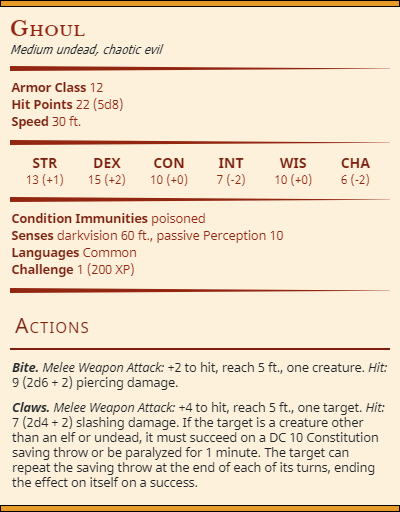 Ghoul
Medium undead, chaotic evil
Armor Class 12
Hit Points 22 (5d8)
Speed 30 ft.
STR DEX CON INT WIS CHA
13 (+1) 15 (+2) 10 (+0) 7 (-2) 10 (+0) 6 (-2)
Condition Immunities poisoned
Senses darkvision 60 ft., passive Perception 10
Languages Common
Challenge 1 (200 XP)
Actions
Bite. Melee Weapon Attack: +2 to hit, reach 5 ft., one creature. Hit:
9 (2d6 + 2) piercing damage.
Claws. Melee Weapon Attack: +4 to hit, reach 5 ft., one target. Hit:
7 (2d4 + 2) slashing damage. If the target is a creature other
than an elf or undead, it must succeed on a DC 10 Constitution
saving throw or be paralyzed for 1 minute. The target can
repeat the saving throw at the end of each of its turns, ending
the effect on itself on a success.